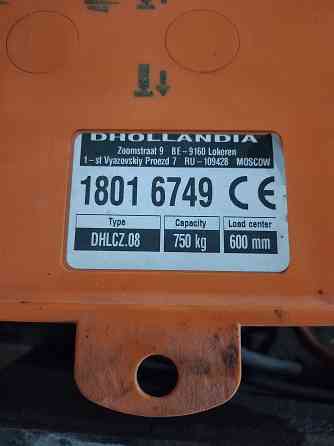 DHOLLANDIA
Zoomstraat 9 BE-9160 Lokeren
1-st Vyazovskiy Proezd 7 RU-109428 MOSCOW
1801 6749 CE
Type Capacity Load center
DHLCZ.08 750 kg 600 mm